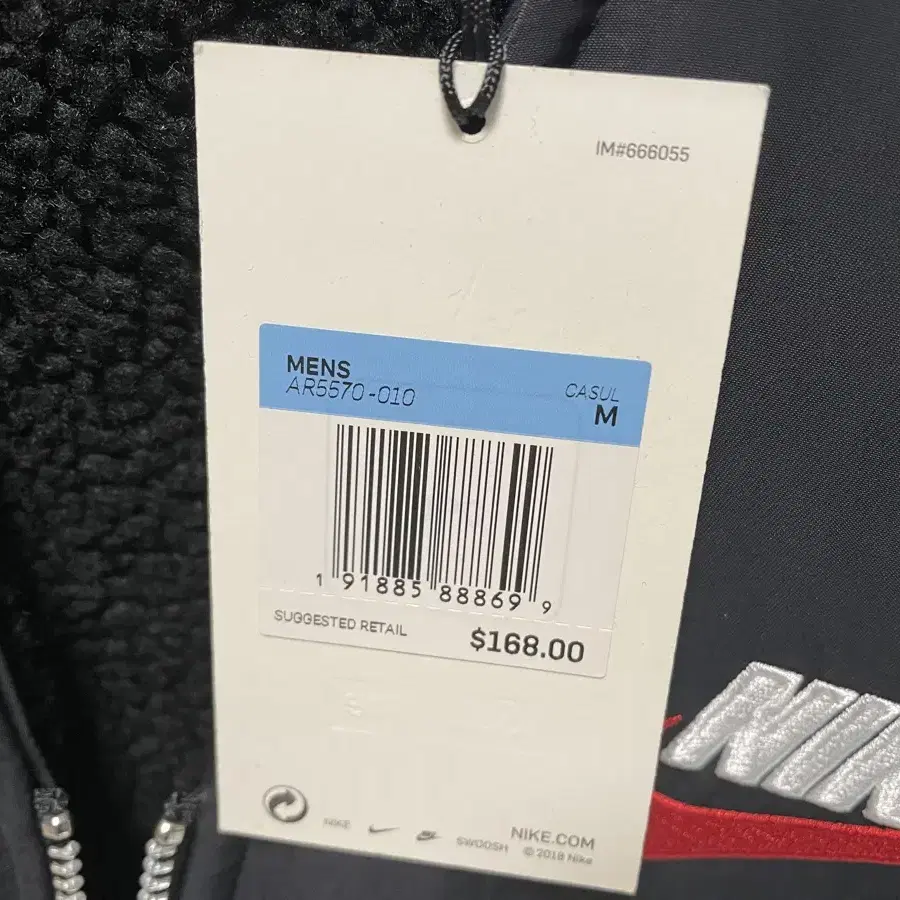 IM#666055
MENS
AR5570-010
CASUL
M
1 91885 88869 9
SUGGESTED RETAIL $168.00
NIKE SWOOSH
NIKE.COM
© 2018 Nike
NIK